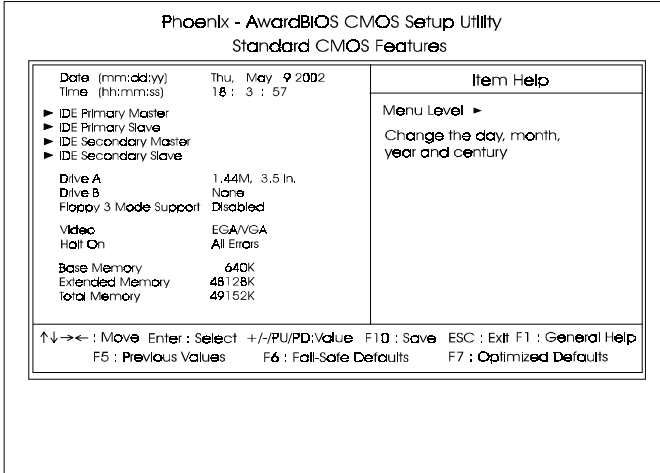 Phoenix - AwardBIOS CMOS Setup Utility
Standard CMOS Features
Date (mm:dd:yy) Thu, May 9 2002
Time (hh:mm:ss) 18 : 3 : 57
► IDE Primary Master
► IDE Primary Slave
► IDE Secondary Master
► IDE Secondary Slave
Drive A 1.44M, 3.5 in.
Drive B None
Floppy 3 Mode Support Disabled
Video EGA/VGA
Halt On All Errors
Base Memory 640K
Extended Memory 48128K
Total Memory 49152K
Item Help
Menu Level ►
Change the day, month,
year and century
↑↓→← : Move Enter : Select +/-/PU/PD:Value F10 : Save ESC : Exit F1 : General Help
F5 : Previous Values F6 : Fail-Safe Defaults F7 : Optimized Defaults